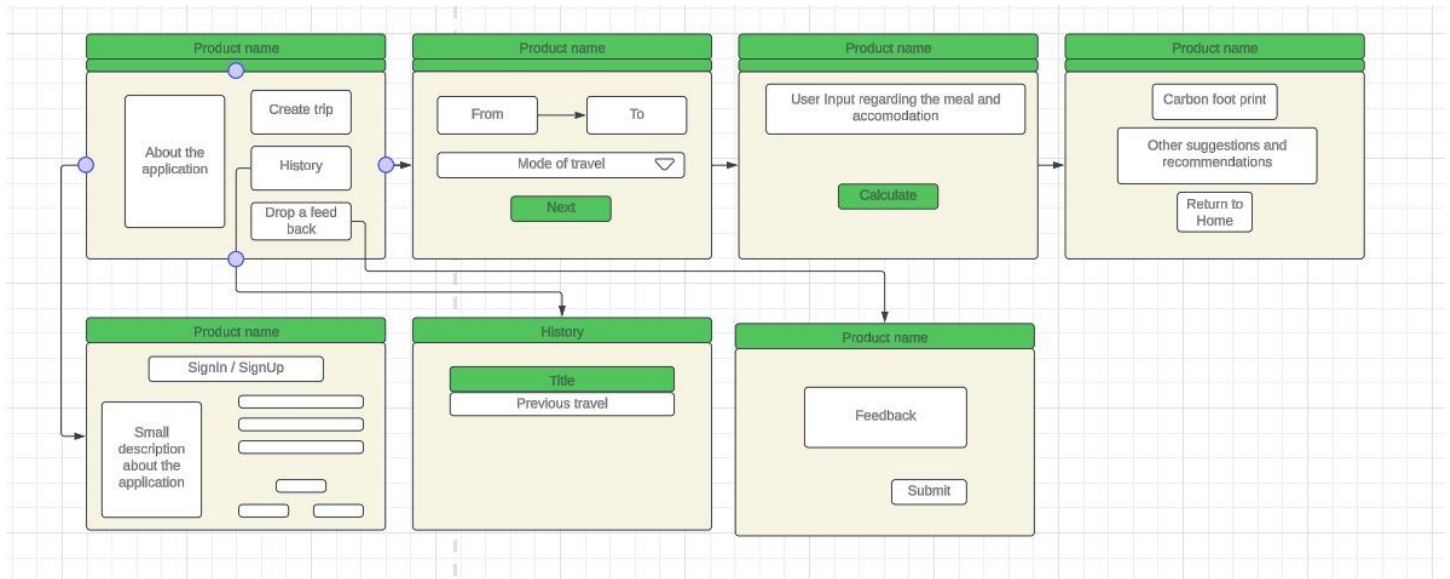 Product name
About the
application
Create trip
History
Drop a feed
back
Product name
From
To
Mode of travel
Next
Product name
User Input regarding the meal and
accomodation
Calculate
Product name
Carbon foot print
Other suggestions and
recommendations
Return to
Home
Product name
SignIn / SignUp
Small
description
about the
application
History
Title
Previous travel
Product name
Feedback
Submit